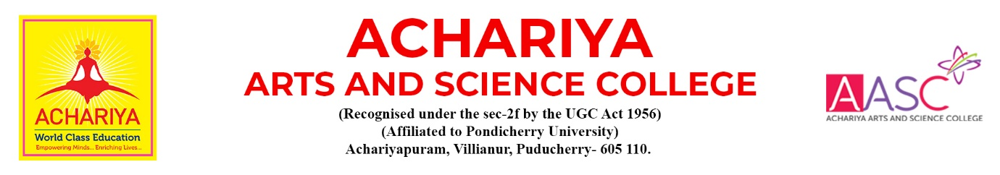 ACHARIYA
World Class Education
Empowering Minds... Enriching Lives...
ACHARIYA
ARTS AND SCIENCE COLLEGE
(Recognised under the sec-2f by the UGC Act 1956)
(Affiliated to Pondicherry University)
Achariyapuram, Villianur, Puducherry- 605 110.
AASC
ACHARIYA ARTS AND SCIENCE COLLEGE